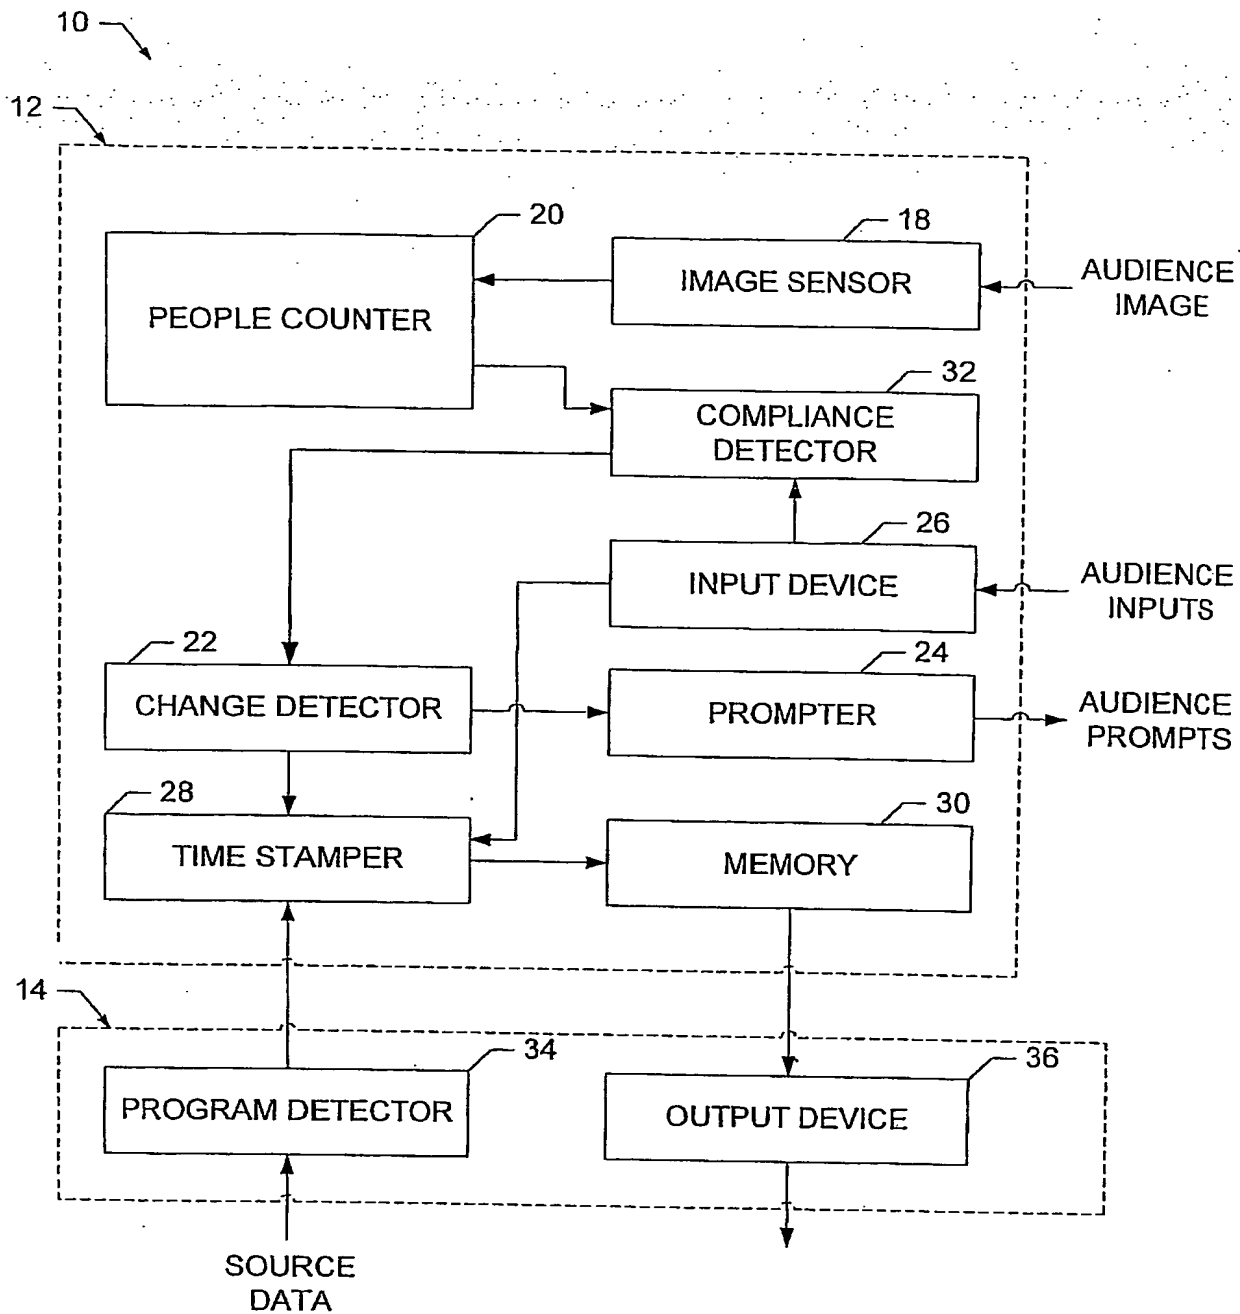 10
12
20
18
PEOPLE COUNTER
IMAGE SENSOR
AUDIENCE
IMAGE
32
COMPLIANCE
DETECTOR
26
INPUT DEVICE
AUDIENCE
INPUTS
22
24
CHANGE DETECTOR
PROMPTER
AUDIENCE
PROMPTS
28
30
TIME STAMPER
MEMORY
14
34
36
PROGRAM DETECTOR
OUTPUT DEVICE
SOURCE
DATA